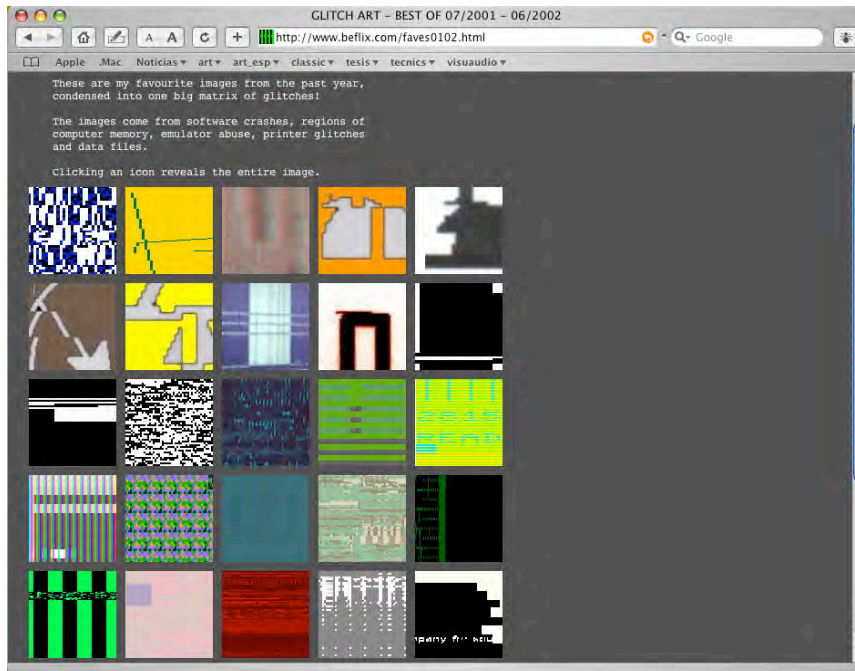 GLITCH ART – BEST OF 07/2001 – 06/2002
A A C + http://www.beflix.com/faves0102.html Q- Google
Apple .Mac Noticias art art_esp classic tesis tecnics visuaudio
These are my favourite images from the past year,
condensed into one big matrix of glitches!
The images come from software crashes, regions of
computer memory, emulator abuse, printer glitches
and data files.
Clicking an icon reveals the entire image.